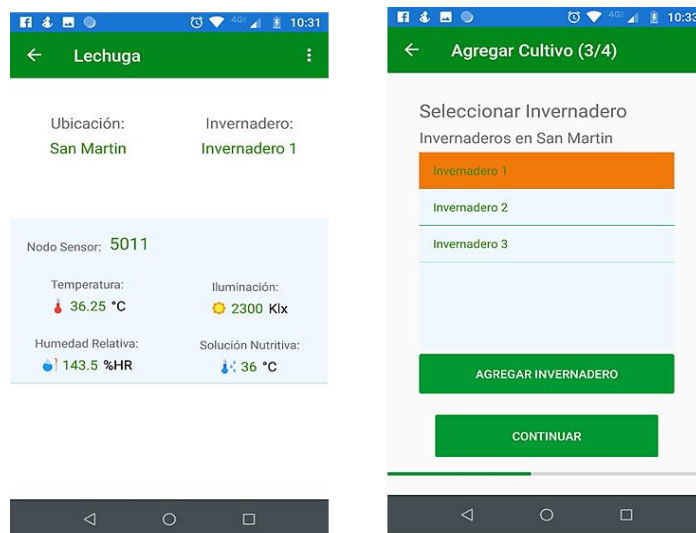 4G 10:31
Lechuga
Ubicación: Invernadero:
San Martin Invernadero 1
Nodo Sensor: 5011
Temperatura: Iluminación:
36.25 °C 2300 Klx
Humedad Relativa: Solución Nutritiva:
143.5 %HR 36 °C
4G 10:33
Agregar Cultivo (3/4)
Seleccionar Invernadero
Invernaderos en San Martin
Invernadero 1
Invernadero 2
Invernadero 3
AGREGAR INVERNADERO
CONTINUAR